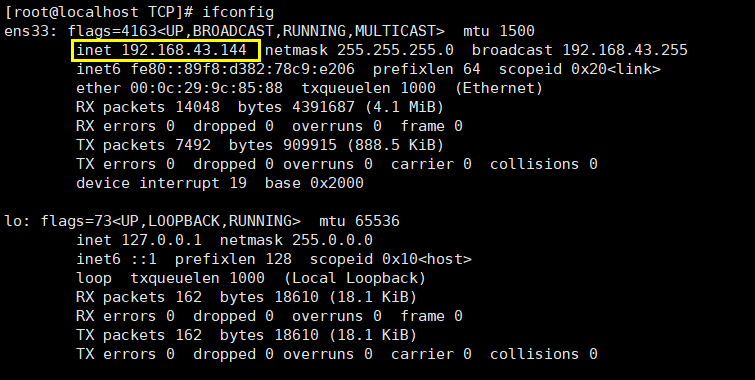 [root@localhost TCP]# ifconfig
ens33: flags=4163<UP,BROADCAST,RUNNING,MULTICAST>  mtu 1500
        inet 192.168.43.144  netmask 255.255.255.0  broadcast 192.168.43.255
        inet6 fe80::89f8:d382:78c9:e206  prefixlen 64  scopeid 0x20<link>
        ether 00:0c:29:9c:85:88  txqueuelen 1000  (Ethernet)
        RX packets 14048  bytes 4391687 (4.1 MiB)
        RX errors 0  dropped 0  overruns 0  frame 0
        TX packets 7492  bytes 909915 (888.5 KiB)
        TX errors 0  dropped 0 overruns 0  carrier 0  collisions 0
        device interrupt 19  base 0x2000

lo: flags=73<UP,LOOPBACK,RUNNING>  mtu 65536
        inet 127.0.0.1  netmask 255.0.0.0
        inet6 ::1  prefixlen 128  scopeid 0x10<host>
        loop  txqueuelen 1000  (Local Loopback)
        RX packets 162  bytes 18610 (18.1 KiB)
        RX errors 0  dropped 0  overruns 0  frame 0
        TX packets 162  bytes 18610 (18.1 KiB)
        TX errors 0  dropped 0 overruns 0  carrier 0  collisions 0